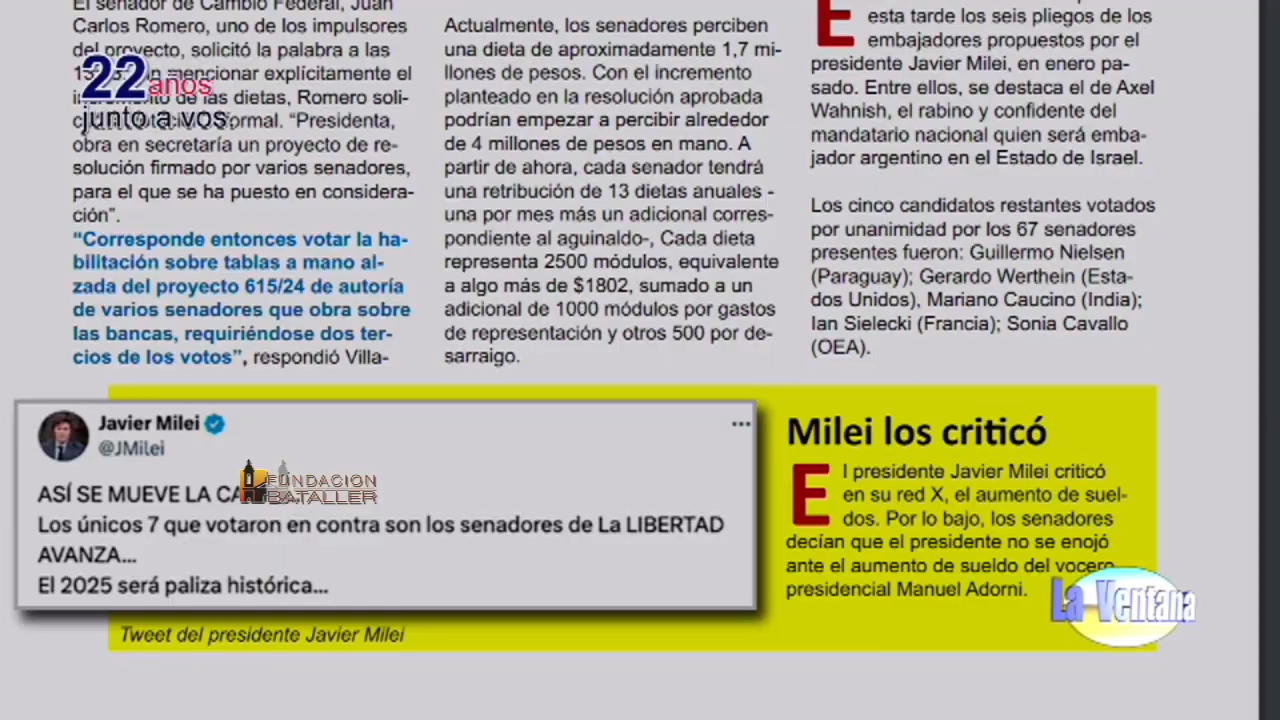 El senador de Cambio Federal, Juan
Carlos Romero, uno de los impulsores
del proyecto, solicitó la palabra a las
mencionar explícitamente el
de las dietas, Romero soli-
formal. “Presidenta,
obra en secretaría un proyecto de re-
solución firmado por varios senadores,
para el que se ha puesto en considera-
ción”.
“Corresponde entonces votar la ha-
bilitación sobre tablas a mano al-
zada del proyecto 615/24 de autoría
de varios senadores que obra sobre
las bancas, requiriéndose dos ter-
cios de los votos”, respondió Villa-
22 años
junto a vos.
Actualmente, los senadores perciben
una dieta de aproximadamente 1,7 mi-
llones de pesos. Con el incremento
planteado en la resolución aprobada
podrían empezar a percibir alrededor
de 4 millones de pesos en mano. A
partir de ahora, cada senador tendrá
una retribución de 13 dietas anuales -
una por mes más un adicional corres-
pondiente al aguinaldo-, Cada dieta
representa 2500 módulos, equivalente
a algo más de $1802, sumado a un
adicional de 1000 módulos por gastos
de representación y otros 500 por de-
sarraigo.
E
esta tarde los seis pliegos de los
embajadores propuestos por el
presidente Javier Milei, en enero pa-
sado. Entre ellos, se destaca el de Axel
Wahnish, el rabino y confidente del
mandatario nacional quien será emba-
jador argentino en el Estado de Israel.
Los cinco candidatos restantes votados
por unanimidad por los 67 senadores
presentes fueron: Guillermo Nielsen
(Paraguay); Gerardo Werthein (Esta-
dos Unidos), Mariano Caucino (India);
Ian Sielecki (Francia); Sonia Cavallo
(OEA).
Javier Milei
@JMilei
ASÍ SE MUEVE LA
FUNDACION
BATALLER
Los únicos 7 que votaron en contra son los senadores de La LIBERTAD
AVANZA...
El 2025 será paliza histórica...
Tweet del presidente Javier Milei
Milei los criticó
El presidente Javier Milei criticó
en su red X, el aumento de suel-
dos. Por lo bajo, los senadores
decían que el presidente no se enojó
ante el aumento de sueldo del vocero
presidencial Manuel Adorni.
La Ventana